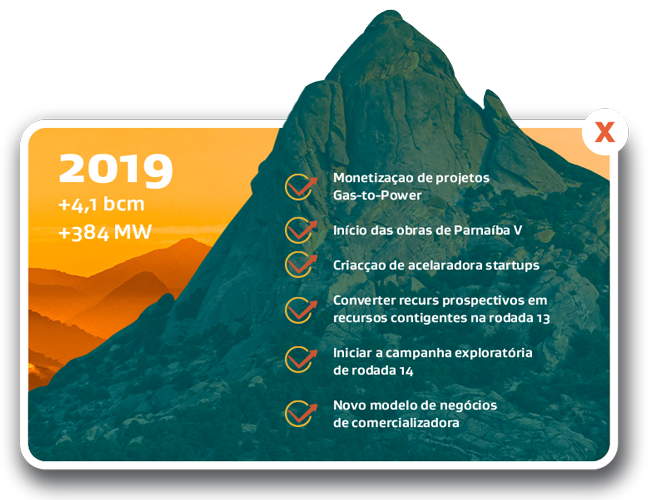 X
2019
+4,1 bcm
+384 MW
Monetizaçao de projetos
Gas-to-Power
Início das obras de Parnaíba V
Criacçao de acelaradora startups
Converter recurs prospectivos em
recursos contigentes na rodada 13
Iniciar a campanha exploratória
de rodada 14
Novo modelo de negócios
de comercializadora